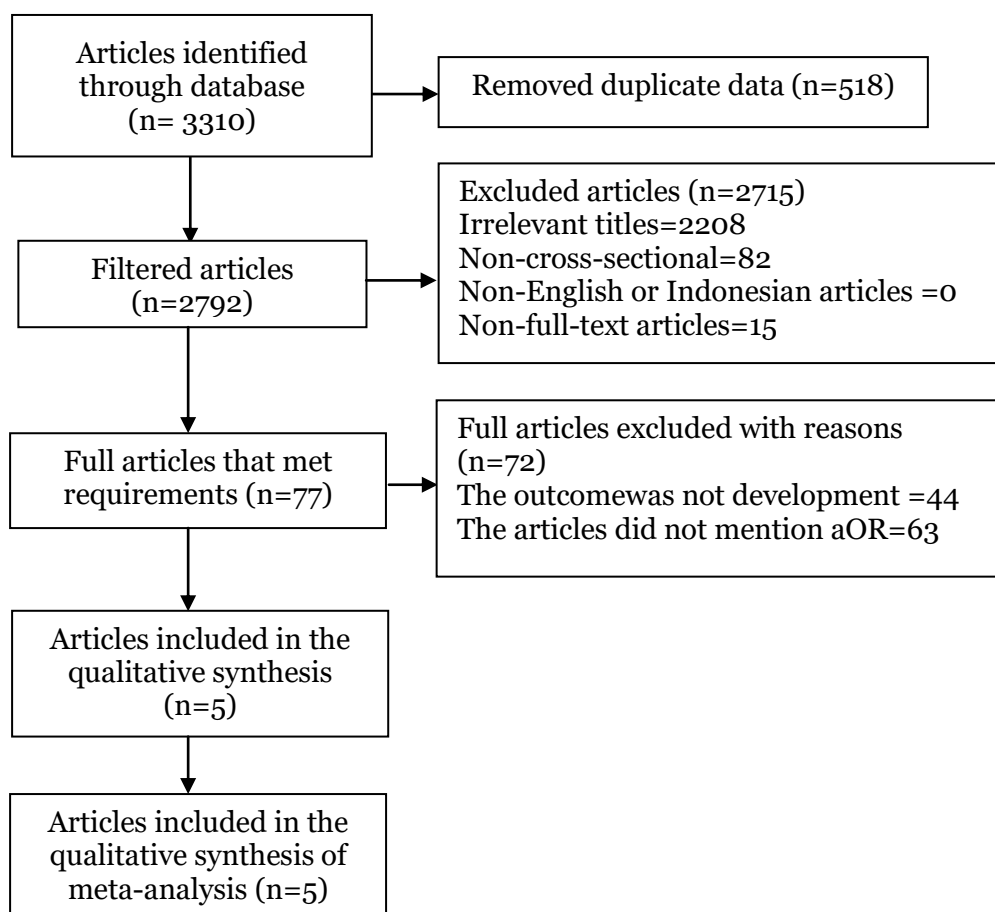 Articles identified
through database
(n= 3310)
Removed duplicate data (n=518)
Filtered articles
(n=2792)
Excluded articles (n=2715)
Irrelevant titles=2208
Non-cross-sectional=82
Non-English or Indonesian articles =0
Non-full-text articles=15
Full articles that met
requirements (n=77)
Full articles excluded with reasons
(n=72)
The outcomewas not development =44
The articles did not mention aOR=63
Articles included in the
qualitative synthesis
(n=5)
Articles included in the
qualitative synthesis of
meta-analysis (n=5)